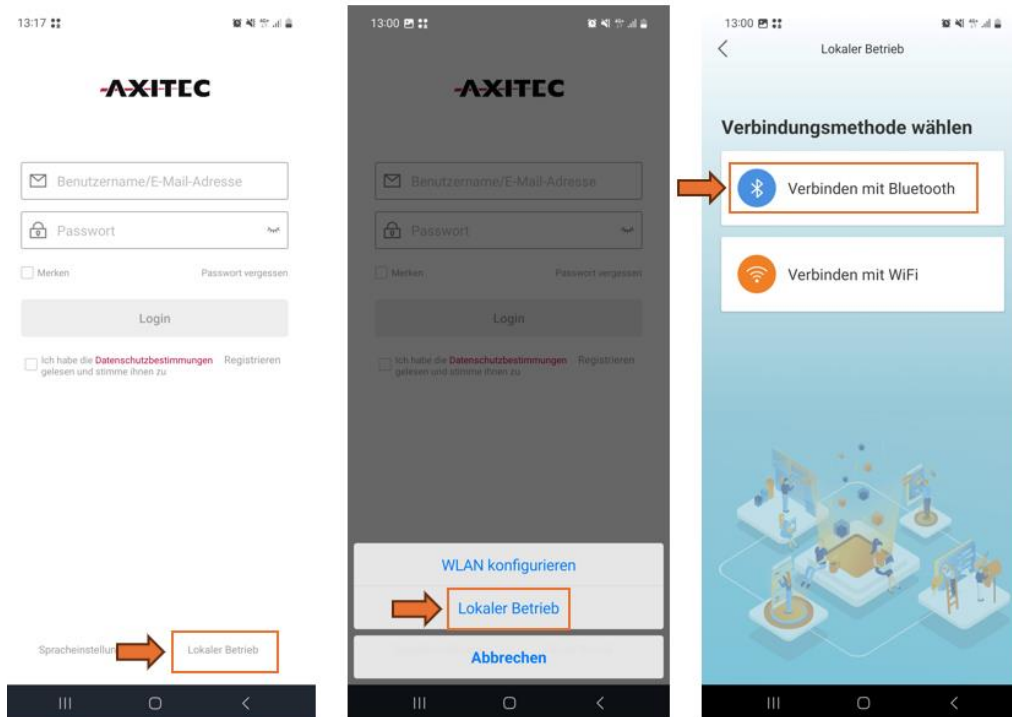 13:17
AXITEC
Benutzername/E-Mail-Adresse
Passwort
Merken
Passwort vergessen
Login
Ich habe die Datenschutzbestimmungen
gelesen und stimme ihnen zu
Registrieren
Lokaler Betrieb
13:00
AXITEC
Benutzername/E-Mail-Adresse
Passwort
Merken
Passwort vergessen
Login
Ich habe die Datenschutzbestimmungen
gelesen und stimme ihnen zu
Registrieren
WLAN konfigurieren
Lokaler Betrieb
Abbrechen
13:00
Lokaler Betrieb
Verbindungsmethode wählen
Verbinden mit Bluetooth
Verbinden mit WiFi